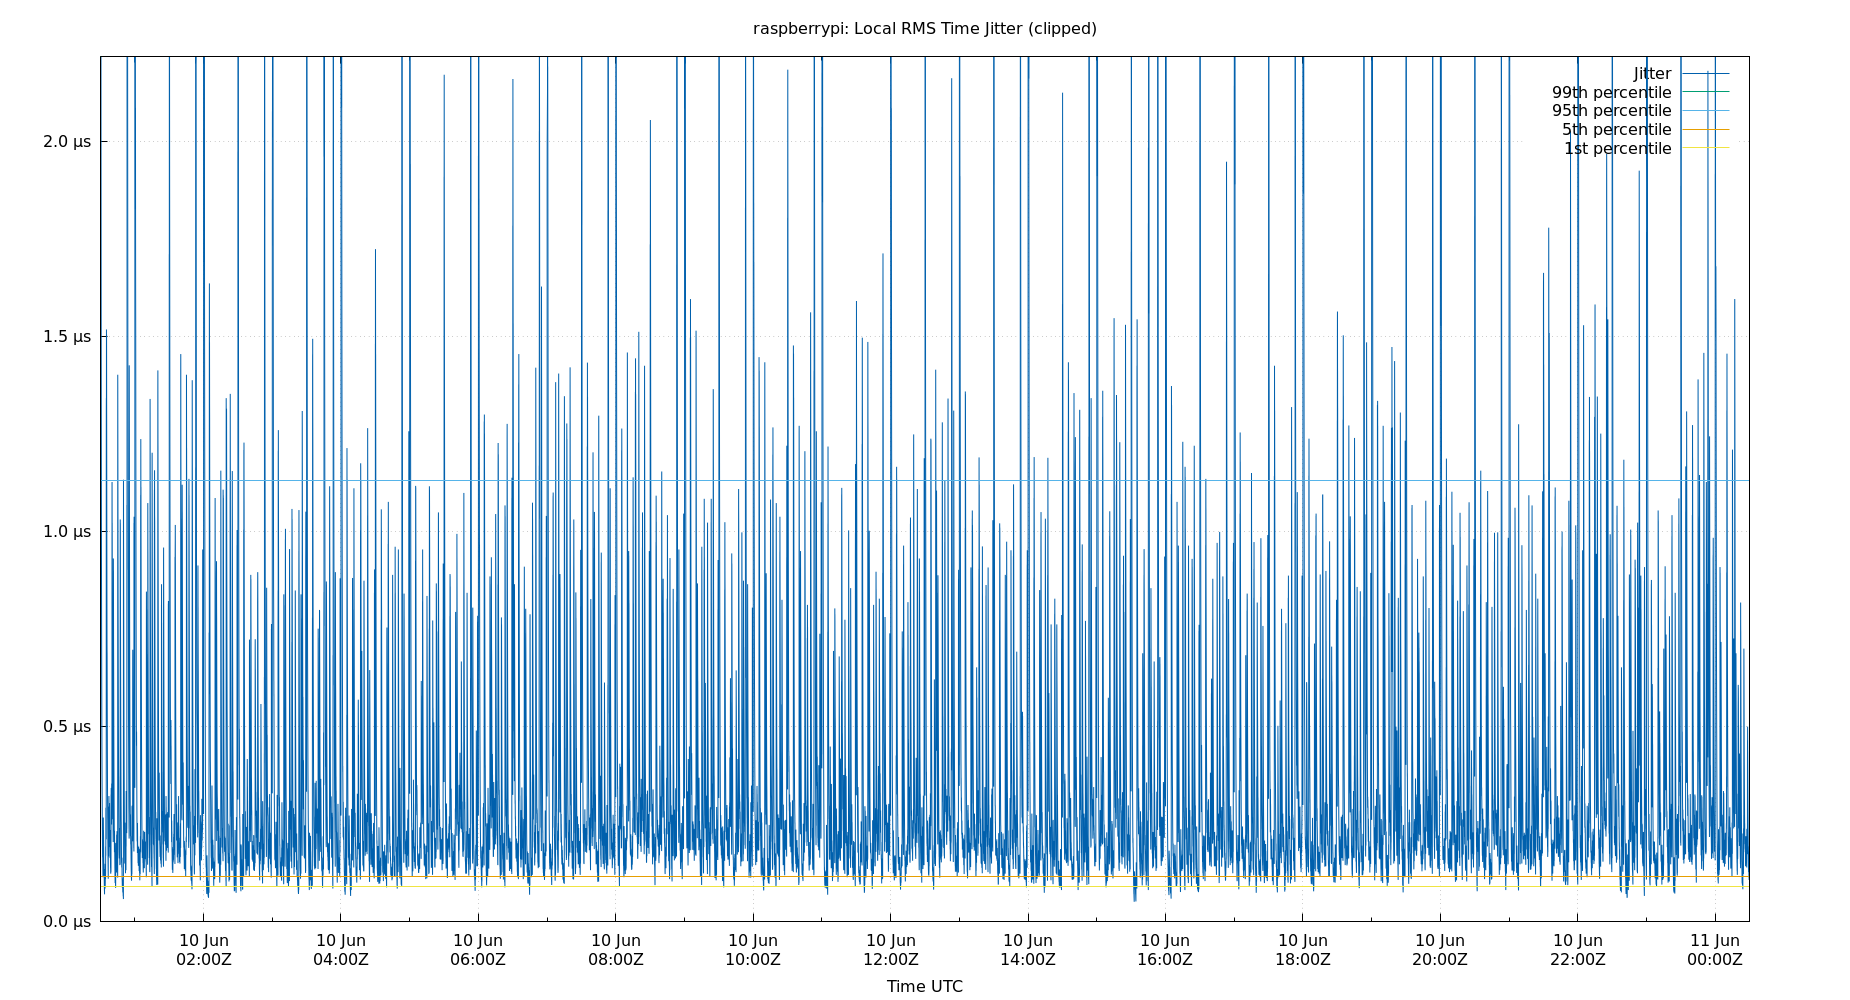 raspberrypi: Local RMS Time Jitter (clipped)
Jitter
99th percentile
95th percentile
5th percentile
1st percentile
2.0 µs
1.5 µs
1.0 µs
0.5 µs
0.0 µs
10 Jun 10 Jun 10 Jun 10 Jun 10 Jun 10 Jun 10 Jun 10 Jun 10 Jun 10 Jun 10 Jun 11 Jun
02:00Z 04:00Z 06:00Z 08:00Z 10:00Z 12:00Z 14:00Z 16:00Z 18:00Z 20:00Z 22:00Z 00:00Z
Time UTC